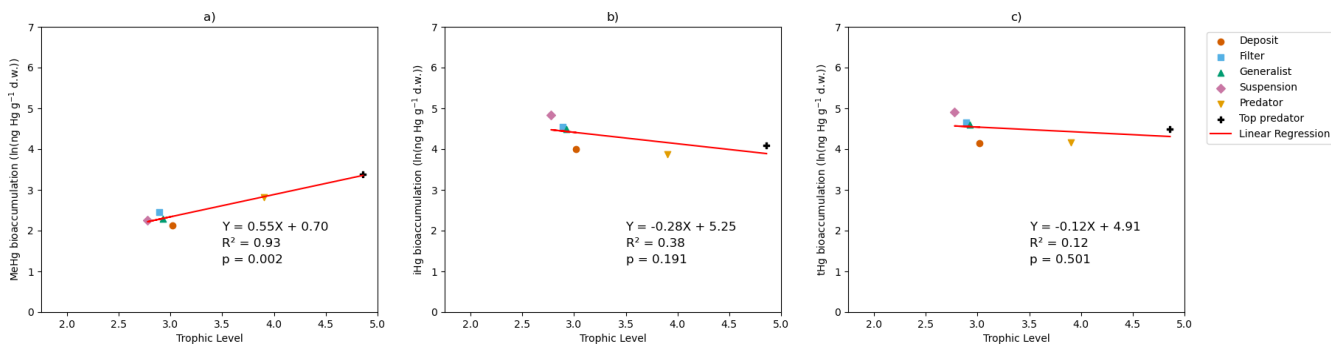 a)
MeHg bioaccumulation (ln(ng Hg g⁻¹ d.w.))
7
6
5
4
3
2
1
0
2.0 2.5 3.0 3.5 4.0 4.5 5.0
Trophic Level
Y = 0.55X + 0.70
R² = 0.93
p = 0.002
b)
iHg bioaccumulation (ln(ng Hg g⁻¹ d.w.))
7
6
5
4
3
2
1
0
2.0 2.5 3.0 3.5 4.0 4.5 5.0
Trophic Level
Y = -0.28X + 5.25
R² = 0.38
p = 0.191
c)
tHg bioaccumulation (ln(ng Hg g⁻¹ d.w.))
7
6
5
4
3
2
1
0
2.0 2.5 3.0 3.5 4.0 4.5 5.0
Trophic Level
Y = -0.12X + 4.91
R² = 0.12
p = 0.501
Deposit
Filter
Generalist
Suspension
Predator
Top predator
Linear Regression